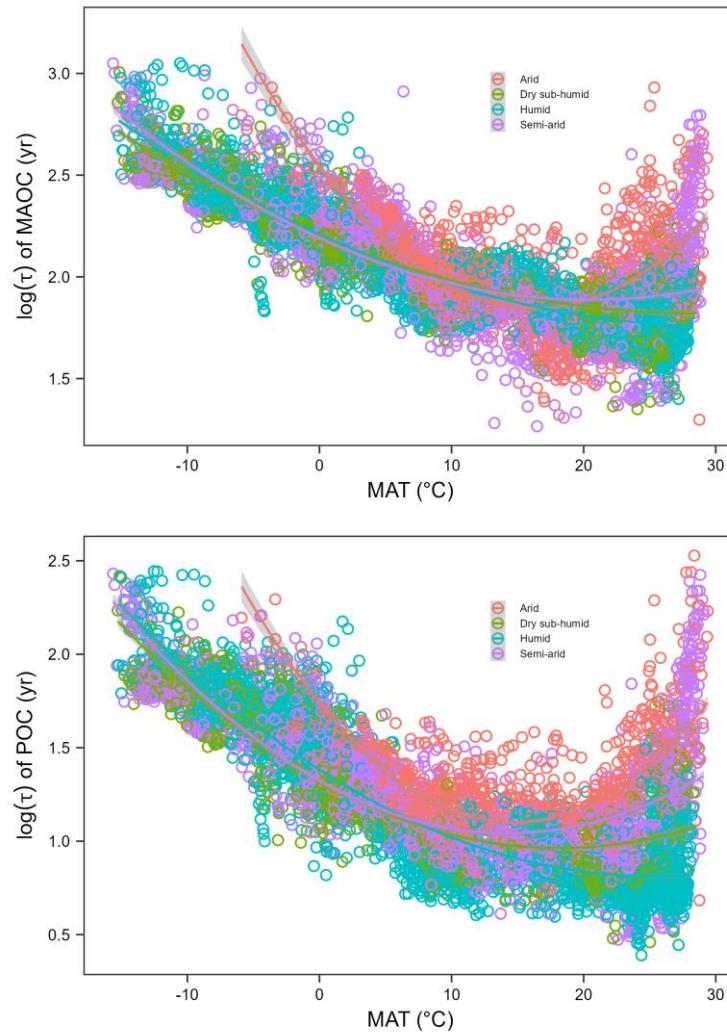 3.0
2.5
2.0
1.5
log(τ) of MAOC (yr)
Arid
Dry sub-humid
Humid
Semi-arid
-10 0 10 20 30
MAT (°C)
2.5
2.0
1.5
1.0
0.5
log(τ) of POC (yr)
Arid
Dry sub-humid
Humid
Semi-arid
-10 0 10 20 30
MAT (°C)